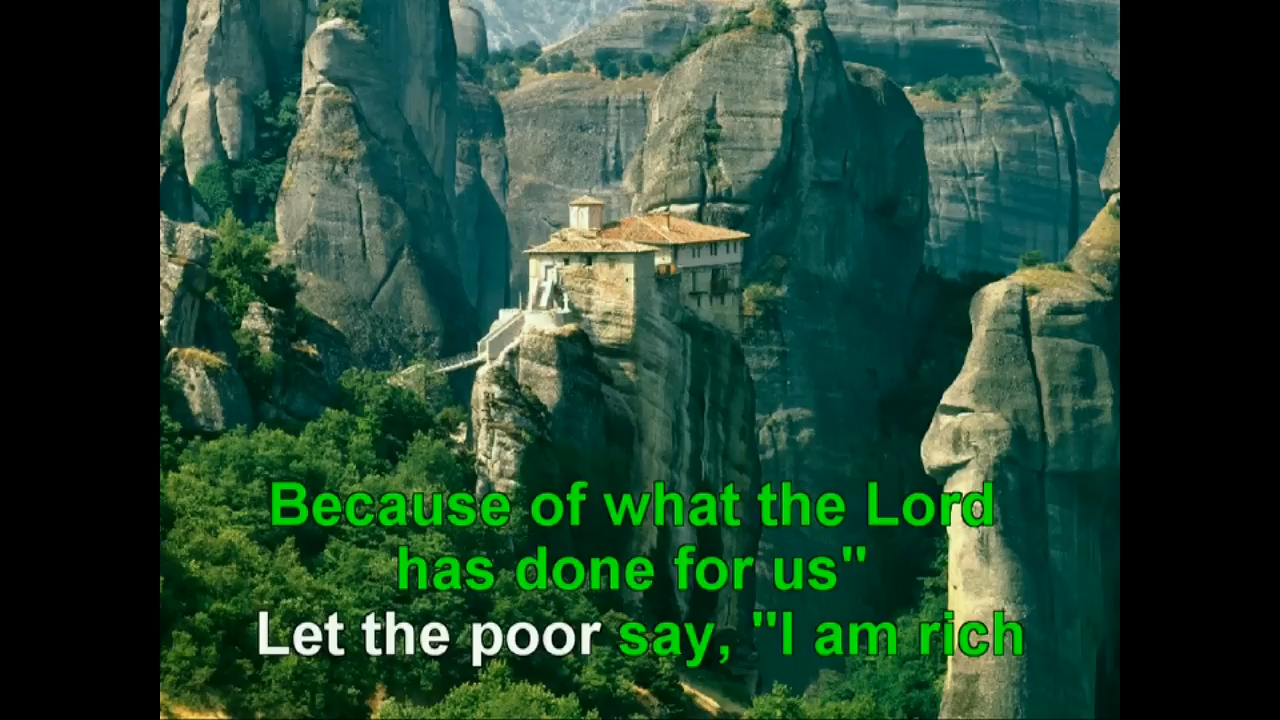 Because of what the Lord
has done for us"
Let the poor say, "I am rich